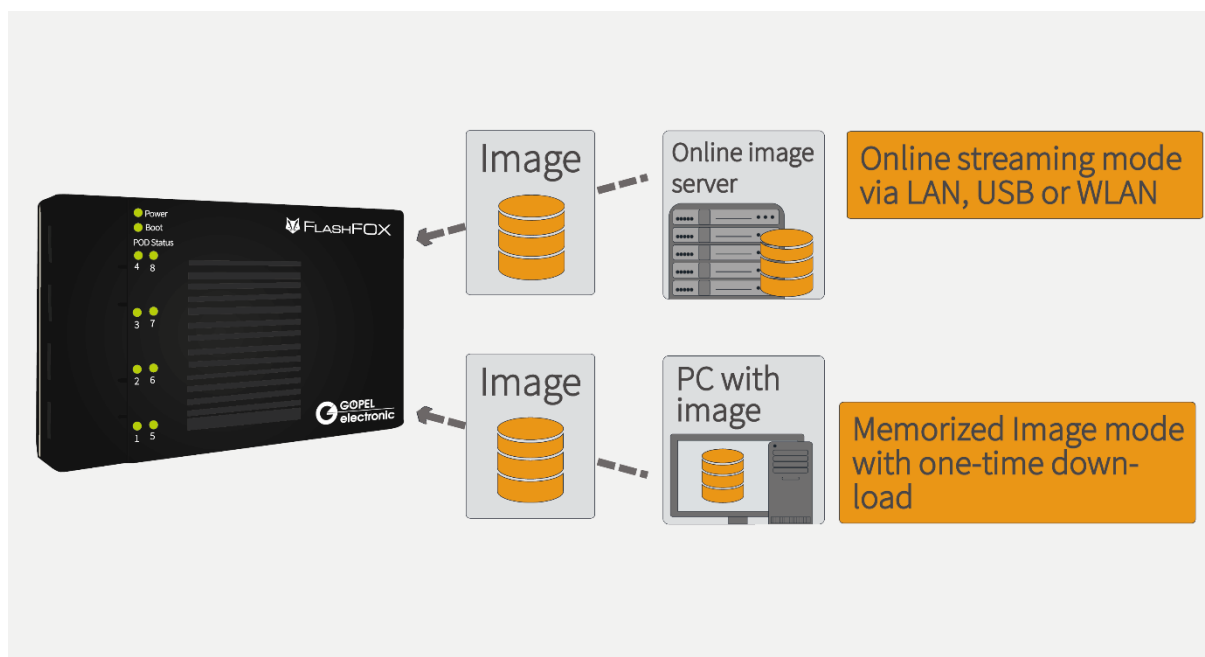 Power
Boot
POD Status
4 8
3 7
2 6
1 5
FLASHFOX
GÖPEL
electronic
Image
Online image
server
Online streaming mode
via LAN, USB or WLAN
Image
PC with
image
Memorized Image mode
with one-time down-
load